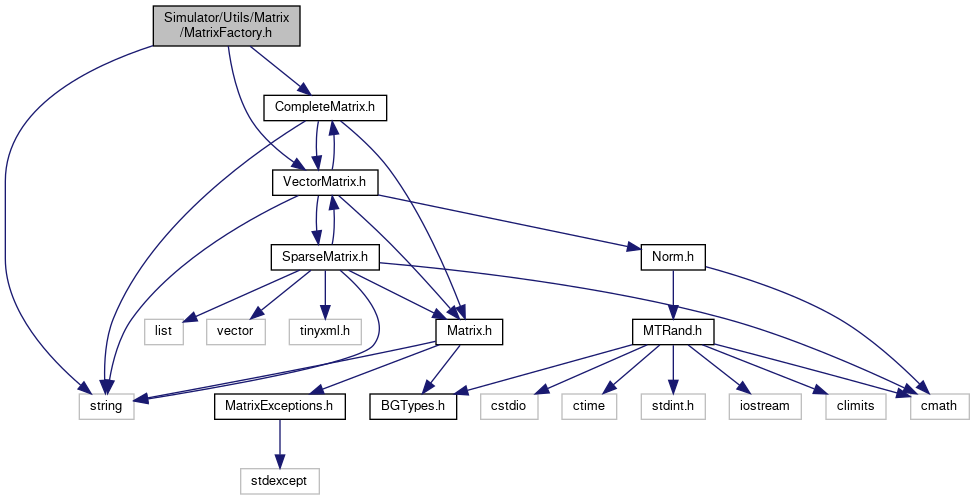 Simulator/Utils/Matrix
/MatrixFactory.h
CompleteMatrix.h
VectorMatrix.h
SparseMatrix.h
Norm.h
list
vector
tinyxml.h
Matrix.h
MTRand.h
string
MatrixExceptions.h
BGTypes.h
cstdio
ctime
stdint.h
iostream
climits
cmath
stdexcept